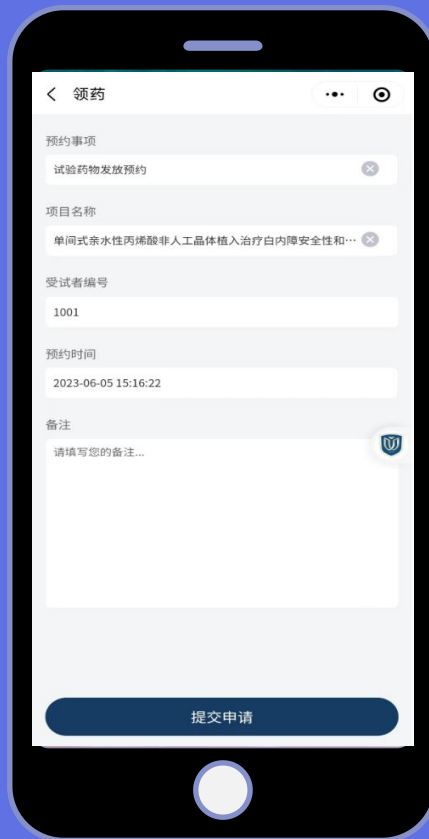 领药
预约事项
试验药物发放预约
项目名称
单间式亲水性丙烯酸非人工晶体植入治疗白内障安全性和…
受试者编号
1001
预约时间
2023-06-05 15:16:22
备注
请填写您的备注...
提交申请